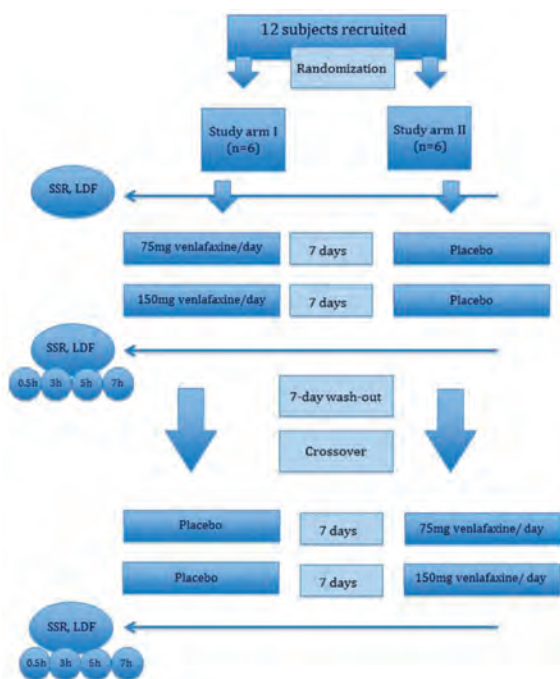 12 subjects recruited
Randomization
Study arm I
(n=6)
Study arm II
(n=6)
SSR, LDF
75mg venlafaxine/day
7 days
Placebo
150mg venlafaxine/day
7 days
Placebo
SSR, LDF
0.5h 3h 5h 7h
7-day wash-out
Crossover
Placebo
7 days
75mg venlafaxine/ day
Placebo
7 days
150mg venlafaxine/ day
SSR, LDF
0.5h 3h 5h 7h